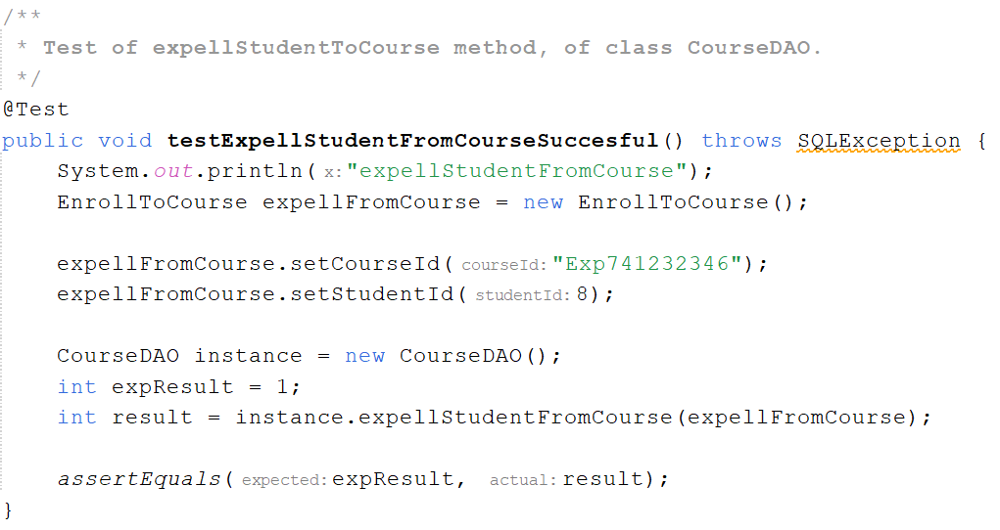 /**
 * Test of expellStudentToCourse method, of class CourseDAO.
 */
@Test
public void testExpellStudentFromCourseSuccesful() throws SQLException {
    System.out.println( x: "expellStudentFromCourse");
    EnrollToCourse expellFromCourse = new EnrollToCourse();

    expellFromCourse.setCourseId( courseId: "Exp741232346");
    expellFromCourse.setStudentId( studentId: 8);

    CourseDAO instance = new CourseDAO();
    int expResult = 1;
    int result = instance.expellStudentFromCourse(expellFromCourse);

    assertEquals( expected: expResult,  actual: result);
}